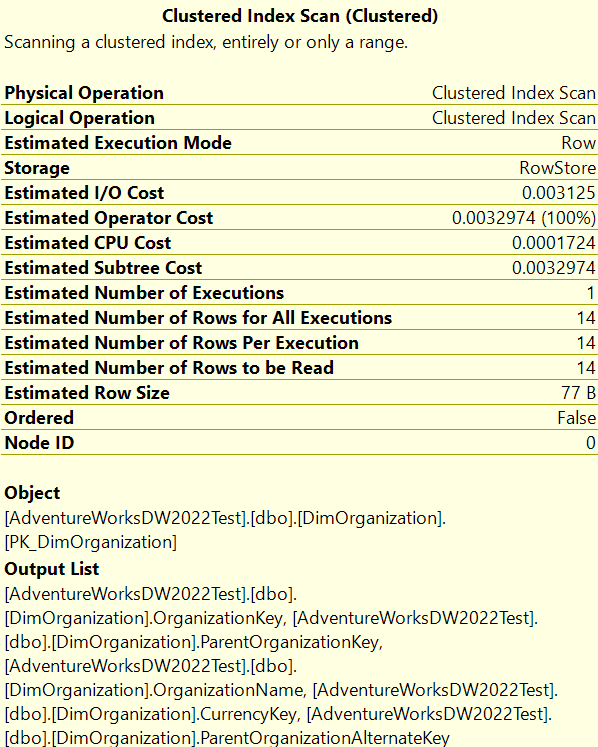 Clustered Index Scan (Clustered)
Scanning a clustered index, entirely or only a range.
Physical Operation Clustered Index Scan
Logical Operation Clustered Index Scan
Estimated Execution Mode Row
Storage RowStore
Estimated I/O Cost 0.003125
Estimated Operator Cost 0.0032974 (100%)
Estimated CPU Cost 0.0001724
Estimated Subtree Cost 0.0032974
Estimated Number of Executions 1
Estimated Number of Rows for All Executions 14
Estimated Number of Rows Per Execution 14
Estimated Number of Rows to be Read 14
Estimated Row Size 77 B
Ordered False
Node ID 0
Object
[AdventureWorksDW2022Test].[dbo].[DimOrganization].
[PK_DimOrganization]
Output List
[AdventureWorksDW2022Test].[dbo].
[DimOrganization].OrganizationKey, [AdventureWorksDW2022Test].
[dbo].[DimOrganization].ParentOrganizationKey,
[AdventureWorksDW2022Test].[dbo].
[DimOrganization].OrganizationName, [AdventureWorksDW2022Test].
[dbo].[DimOrganization].CurrencyKey, [AdventureWorksDW2022Test].
[dbo].[DimOrganization].ParentOrganizationAlternateKey